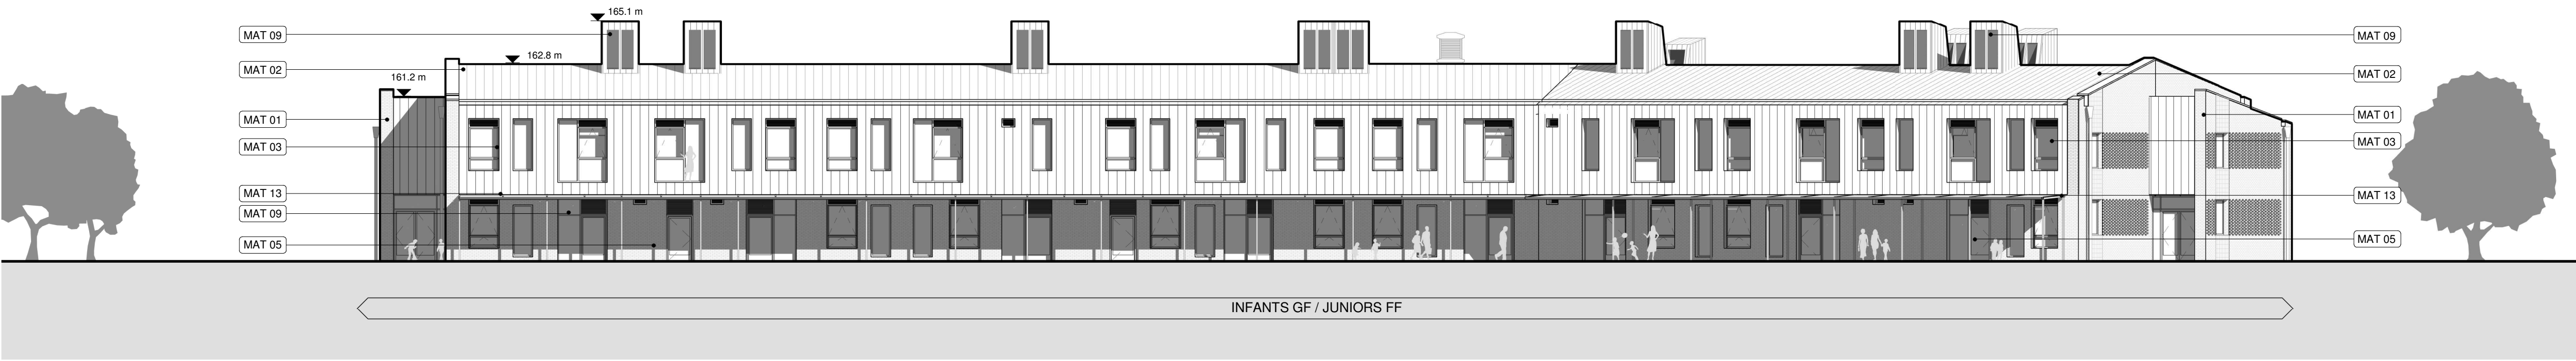 165.1 m
MAT 09
MAT 09
162.8 m
MAT 02
161.2 m
MAT 02
MAT 01
MAT 01
MAT 03
MAT 03
MAT 13
MAT 13
MAT 09
MAT 05
MAT 05
INFANTS GF / JUNIORS FF